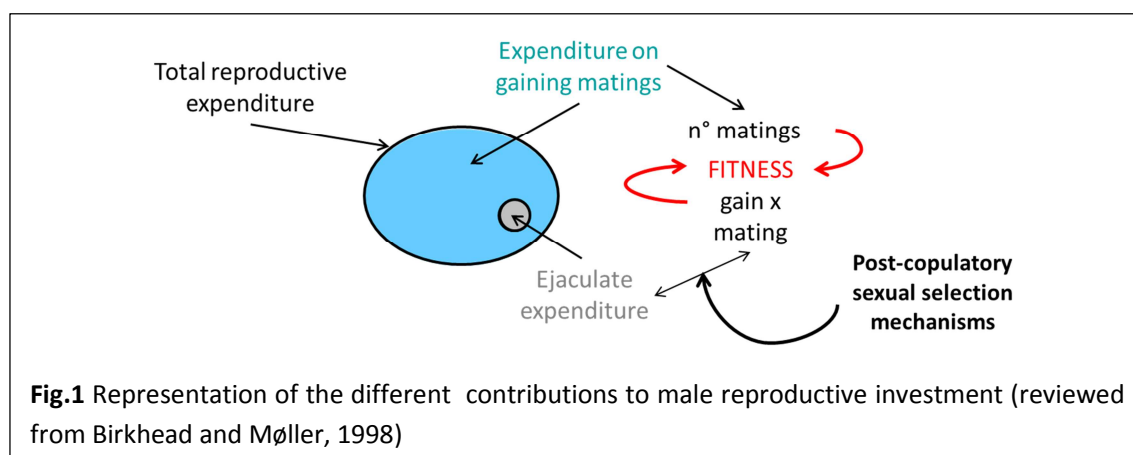 Total reproductive
expenditure
Expenditure on
gaining matings
n° matings
FITNESS
gain x
mating
Ejaculate
expenditure
Post-copulatory
sexual selection
mechanisms
Fig.1 Representation of the different contributions to male reproductive investment (reviewed
from Birkhead and Møller, 1998)